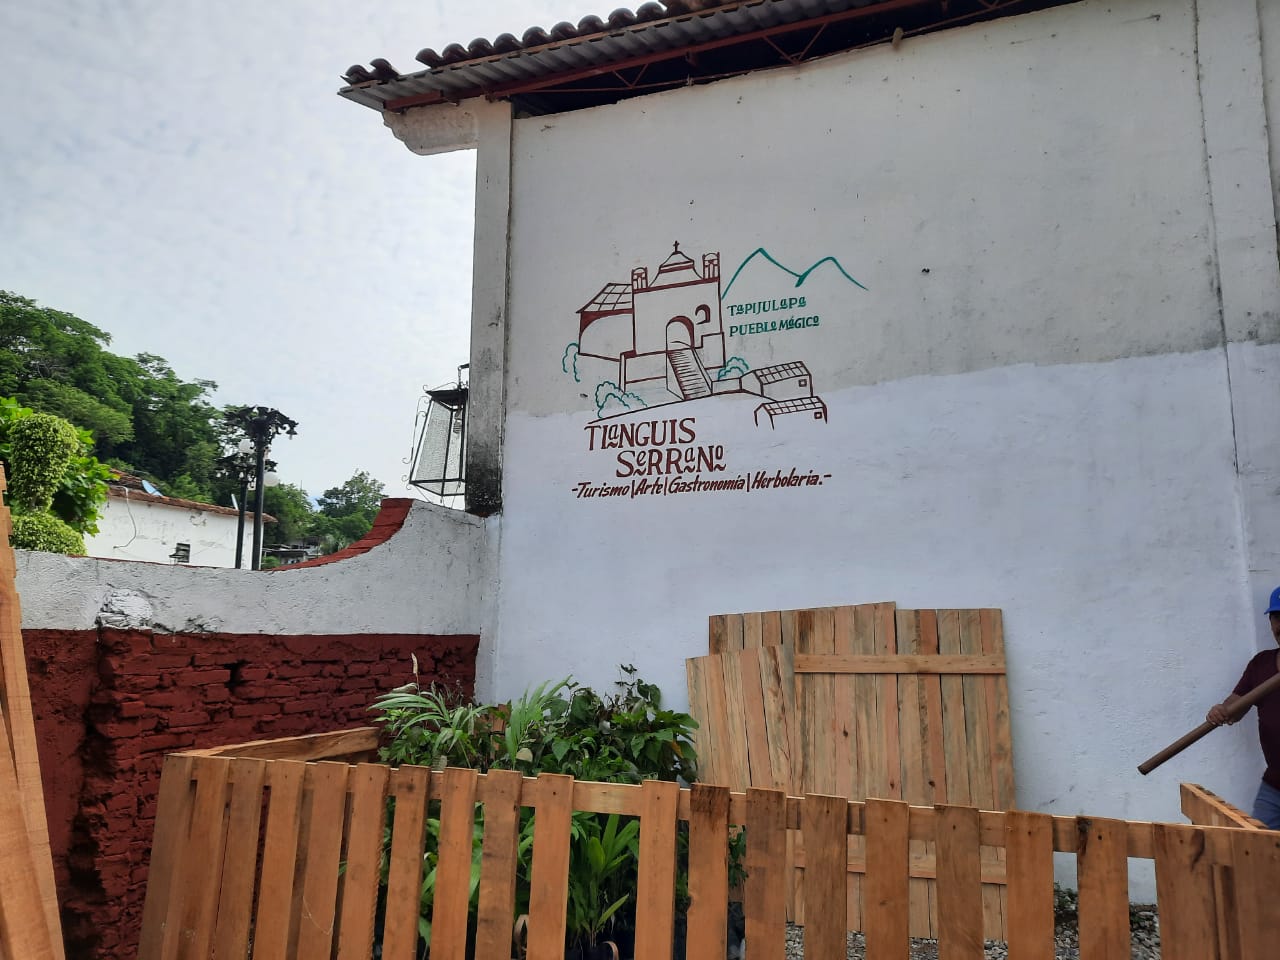 TaPIJULaPa
PUEBLo MáGICo
TIaNGUIS
SeRRaNo
-Turismo|Arte|Gastronomía|Herbolaria.-